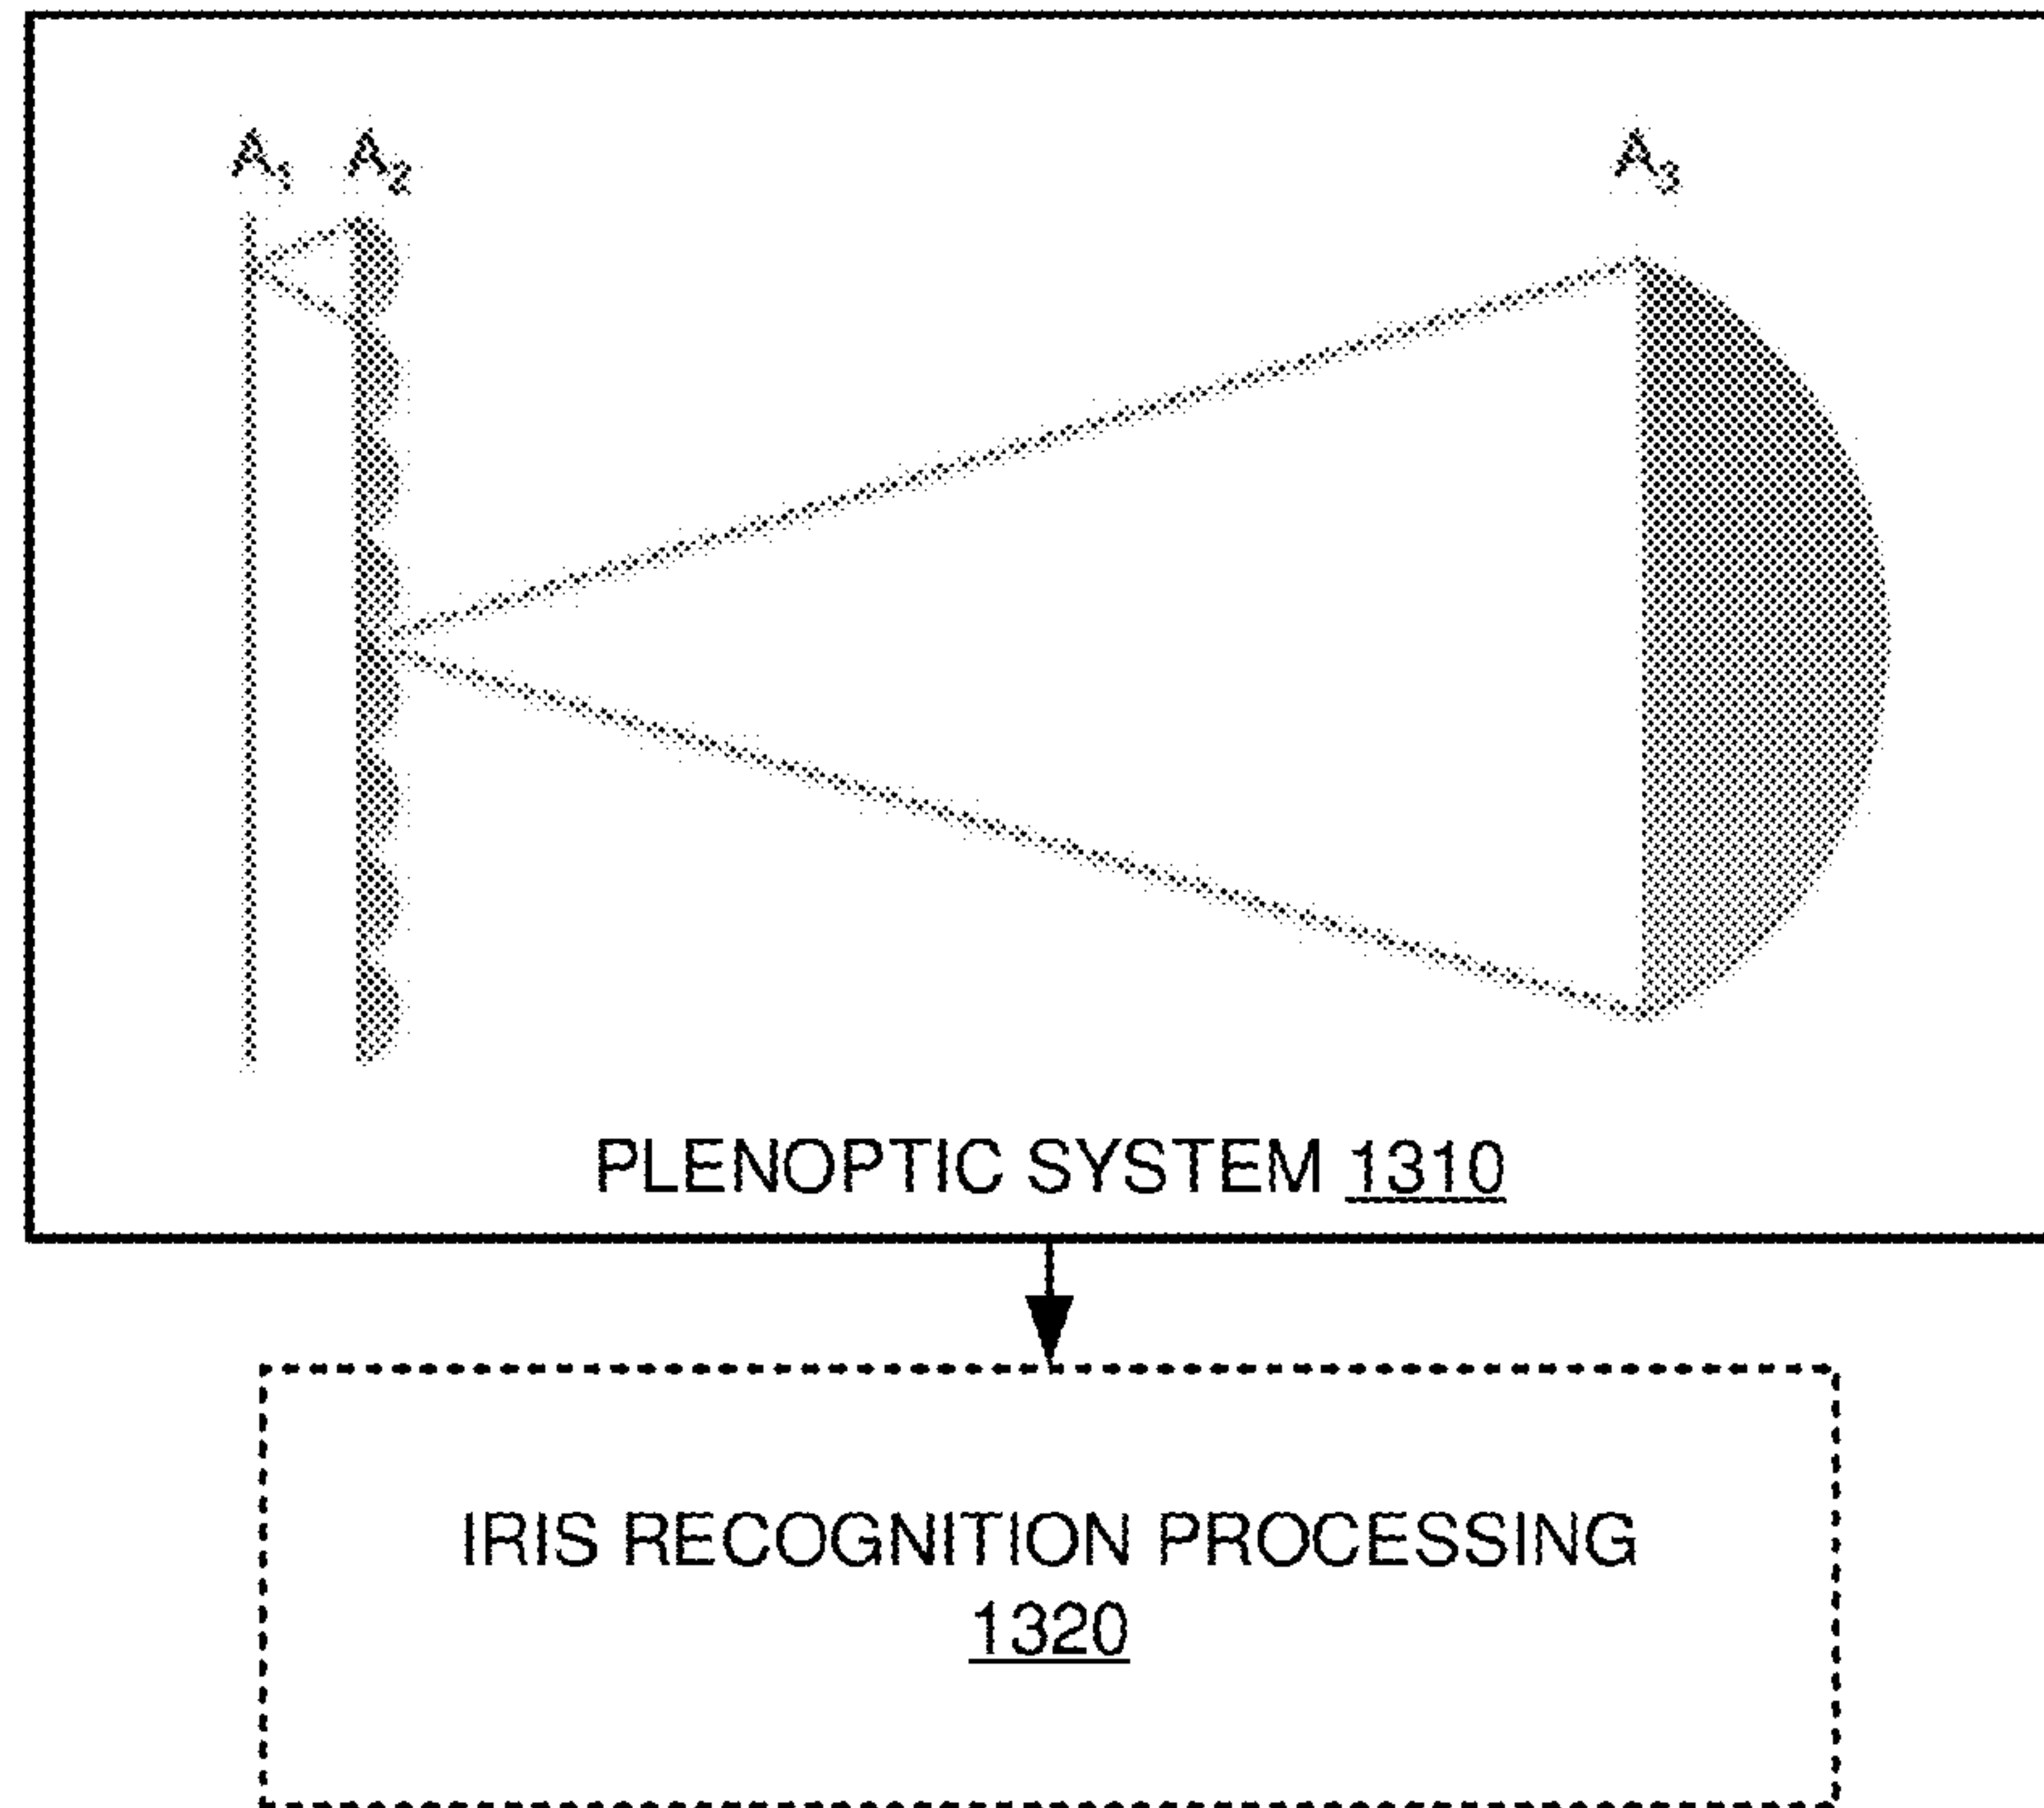 A₁ A₂ A₃
PLENOPTIC SYSTEM 1310
IRIS RECOGNITION PROCESSING
1320